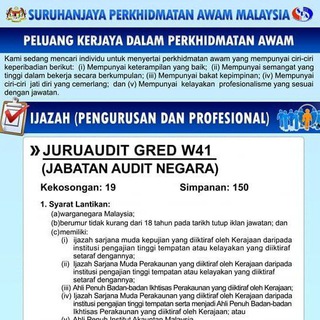 SURUHANJAYA PERKHIDMATAN AWAM MALAYSIA
PELUANG KERJAYA DALAM PERKHIDMATAN AWAM
Kami sedang mencari individu untuk menyertai perkhidmatan awam yang mempunyai ciri-ciri
keperibadian berikut: (i) Mempunyai keterampilan yang baik; (ii) Mempunyai semangat yang
tinggi dalam bekerja secara berkumpulan; (iii) Mempunyai bakat kepimpinan; (iv) Mempunyai
ciri-ciri jati diri yang cemerlang; dan (v) Mempunyai kelayakan profesionalisme yang sesuai
dengan jawatan.
IJAZAH (PENGURUSAN DAN PROFESIONAL)
» JURUAUDIT GRED W41
(JABATAN AUDIT NEGARA)
Kekosongan: 19 Simpanan: 150
1. Syarat Lantikan:
(a)warganegara Malaysia;
(b)berumur tidak kurang dari 18 tahun pada tarikh tutup iklan jawatan; dan
(c)memiliki:
(i) ijazah sarjana muda kepujian yang diiktiraf oleh Kerajaan daripada
institusi pengajian tinggi tempatan atau kelayakan yang diiktiraf
setaraf dengannya;
(ii) Ijazah Sarjana Muda Perakaunan yang diiktiraf oleh Kerajaan daripada
institusi pengajian tinggi tempatan atau kelayakan yang diiktiraf
setaraf dengannya;
(iii) Ahli Penuh Badan-badan Ikhtisas Perakaunan yang diiktiraf oleh Kerajaan;
(iv) Ijazah Sarjana Muda Perakaunan yang diiktiraf oleh Kerajaan daripada
institusi pengajian tinggi tempatan serta menjadi Ahli Penuh Badan-badan
Ikhtisas Perakaunan yang diiktiraf oleh Kerajaan; atau
(v) Ahli Penuh Institut Akauntan Malaysia